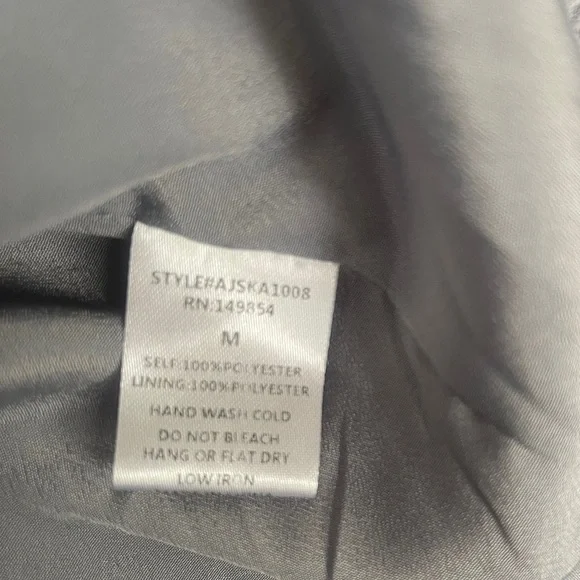 STYLE#AJSKA1008
RN:149854
M
SELF:100%POLYESTER
LINING:100%POLYESTER
HAND WASH COLD
DO NOT BLEACH
HANG OR FLAT DRY
LOW IRON